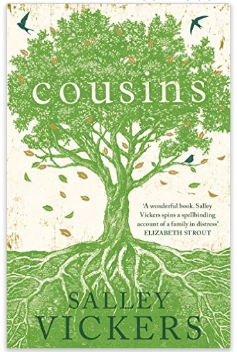 cousins
'A wonderful book. Salley
Vickers spins a spellbinding
account of a family in distress'
ELIZABETH STROUT
SALLEY
VICKERS